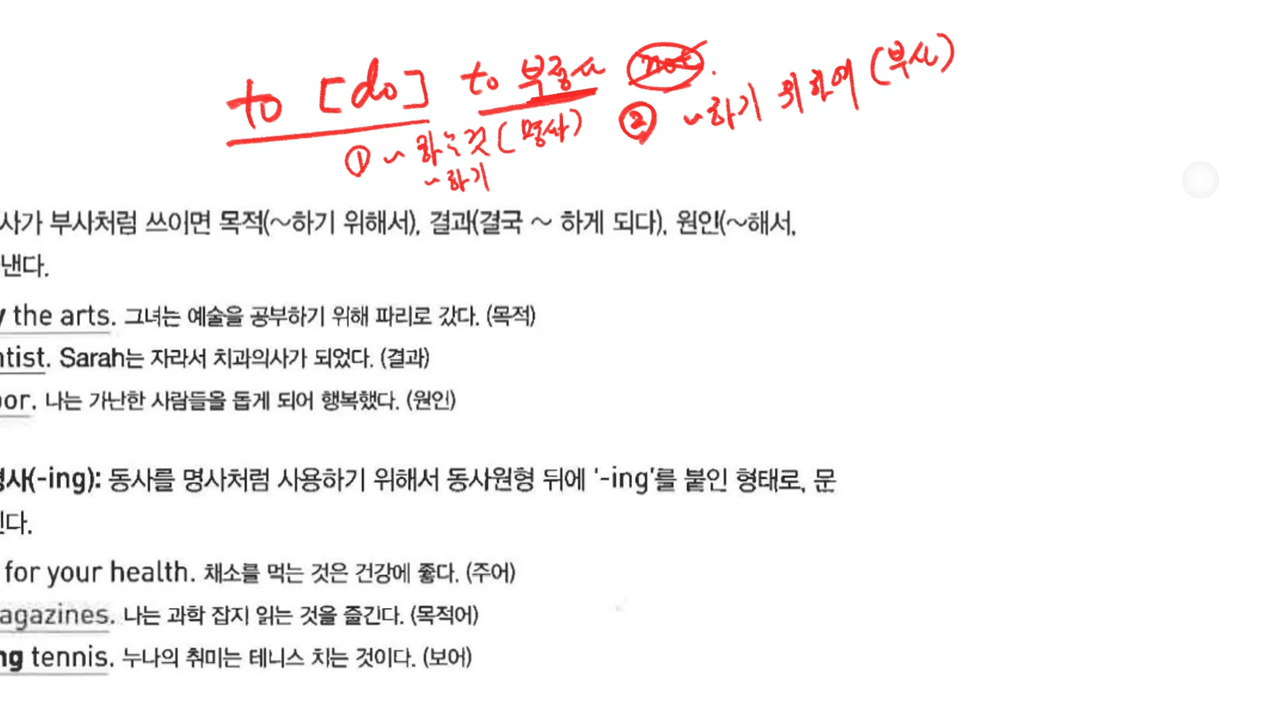 to [do] to 부정사 not.
② ~하기 위하여 (부사)
① ~ 하는 것 (명사)
~하기
사가 부사처럼 쓰이면 목적(~하기 위해서), 결과(결국 ~ 하게 되다), 원인(~해서,
낸다.
the arts. 그녀는 예술을 공부하기 위해 파리로 갔다. (목적)
ntist. Sarah는 자라서 치과의사가 되었다. (결과)
oor. 나는 가난한 사람들을 돕게 되어 행복했다. (원인)
명사(-ing): 동사를 명사처럼 사용하기 위해서 동사원형 뒤에 '-ing'를 붙인 형태로, 문
인다.
for your health. 채소를 먹는 것은 건강에 좋다. (주어)
agazines. 나는 과학 잡지 읽는 것을 즐긴다. (목적어)
ng tennis. 누나의 취미는 테니스 치는 것이다. (보어)